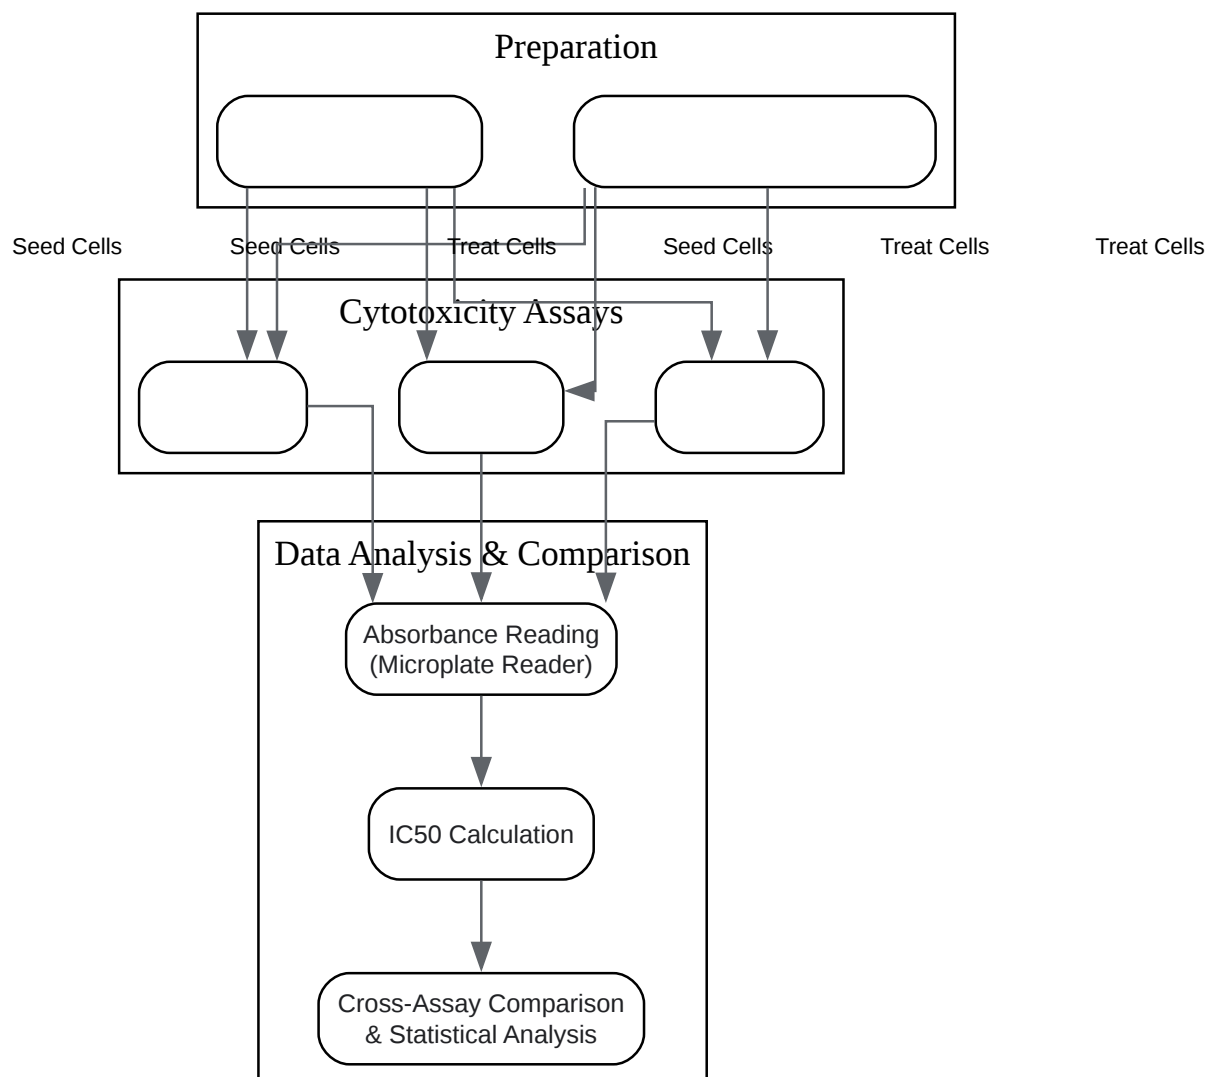 Preparation
Seed Cells
Seed Cells
Treat Cells
Seed Cells
Treat Cells
Treat Cells
Cytotoxicity Assays
Data Analysis & Comparison
Absorbance Reading
(Microplate Reader)
IC50 Calculation
Cross-Assay Comparison
& Statistical Analysis